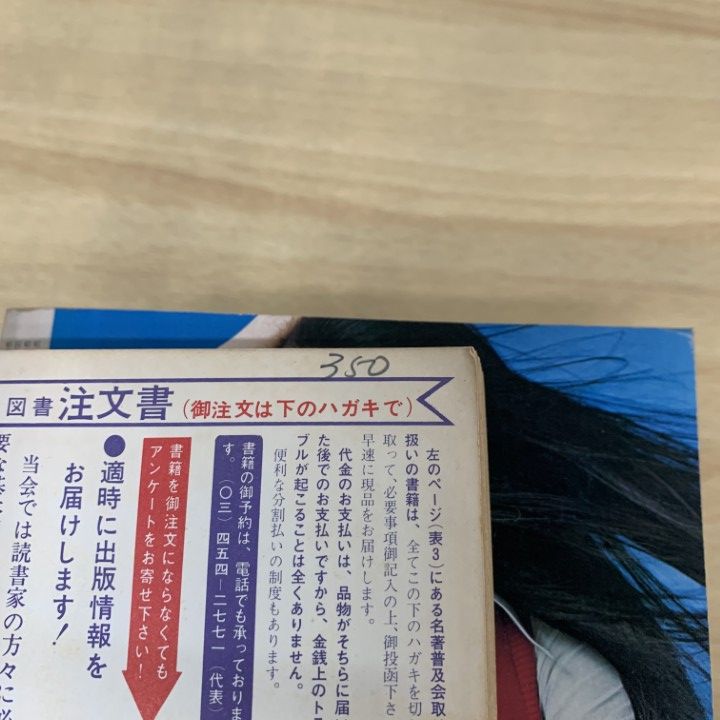 350
図書注文書(御注文は下のハガキで)
左のページ(表3)にある名著普及会取
扱いの書籍は、全てこの下のハガキを切
取って、必要事項御記入の上、御投函下さ
早速に現品をお届けします。
代金のお支払いは、品物がそちらに届
た後でのお支払いですから、金銭上のトラ
ブルが起こることは全くありません。
便利な分割払いの制度もあります。
書籍の御予約は、電話でも承っておりま
す。(〇三)四五四―二七七一(代表)
書籍を御注文にならなくても
アンケートをお寄せ下さい!
●適時に出版情報を
お届けします!
当会では読書家の方々に必
要な